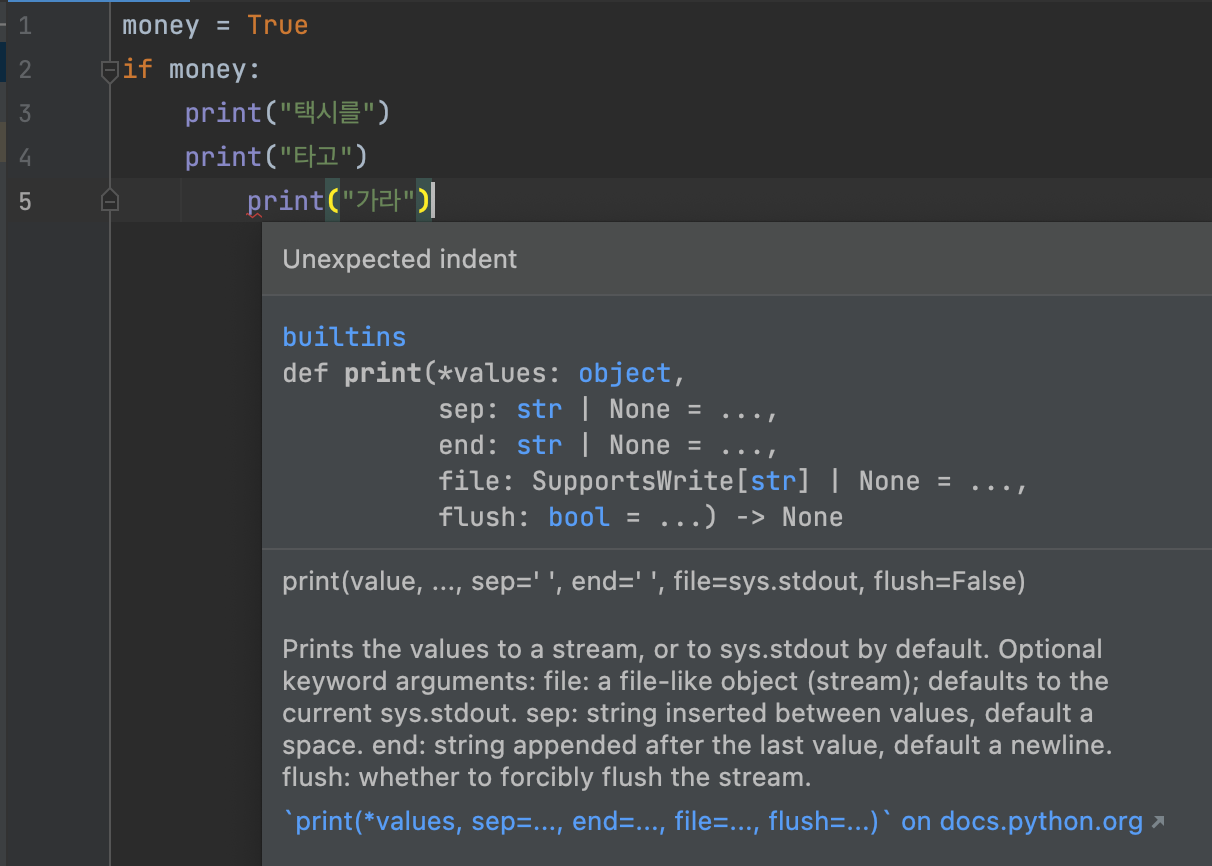 1 money = True
2 if money:
3 print("택시를")
4 print("타고")
5 print("가라")
Unexpected indent
builtins
def print(*values: object,
sep: str | None = ...,
end: str | None = ...,
file: SupportsWrite[str] | None = ...,
flush: bool = ...) -> None
print(value, ..., sep=' ', end=' ', file=sys.stdout, flush=False)
Prints the values to a stream, or to sys.stdout by default. Optional
keyword arguments: file: a file-like object (stream); defaults to the
current sys.stdout. sep: string inserted between values, default a
space. end: string appended after the last value, default a newline.
flush: whether to forcibly flush the stream.
`print(*values, sep=..., end=..., file=..., flush=...)` on docs.python.org ↗